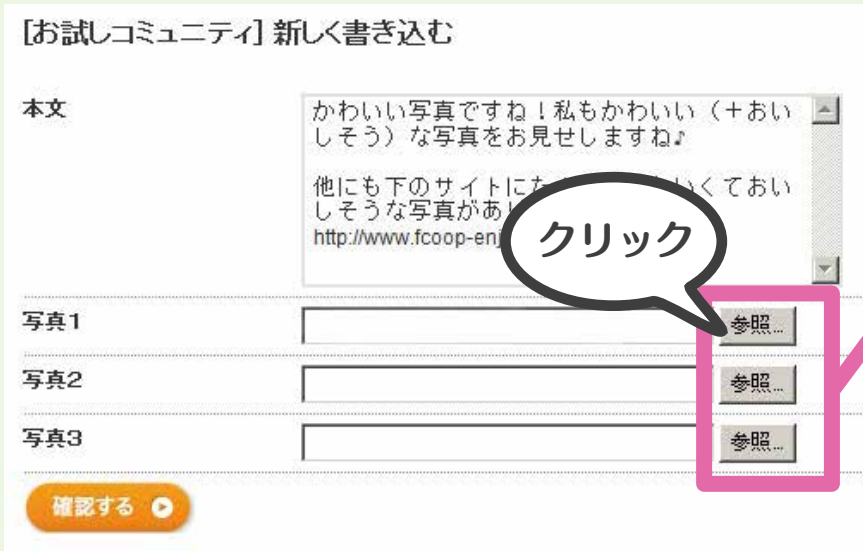 [お試しコミュニティ] 新しく書き込む
本文
かわいい写真ですね!私もかわいい(+おい
しそう)な写真をお見せしますね♪
他にも下のサイトにた いくておい
しそうな写真があ
http://www.fcoop-enj
クリック
写真1
参照...
写真2
参照...
写真3
参照...
確認する